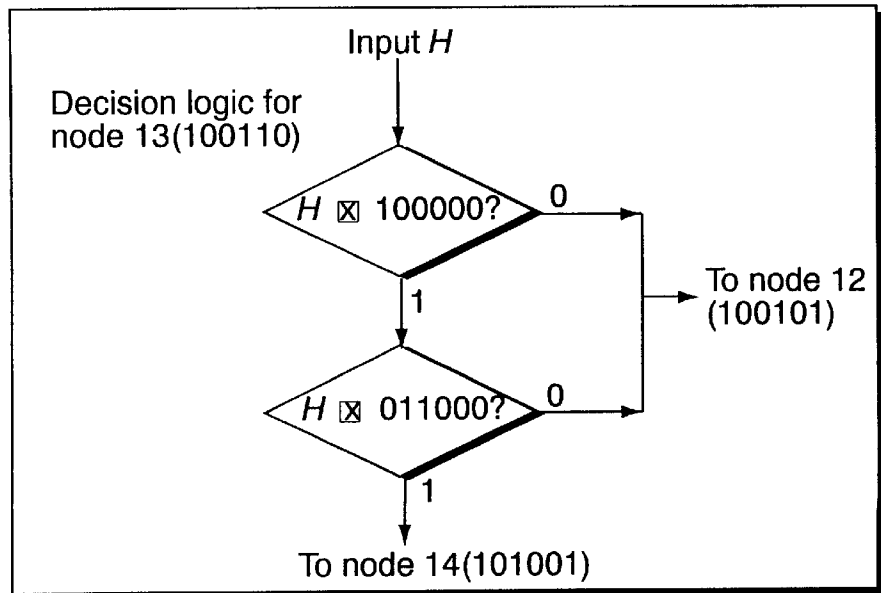 Input H
Decision logic for
node 13(100110)
H ☒ 100000?
0
1
To node 12
(100101)
H ☒ 011000?
0
1
To node 14(101001)